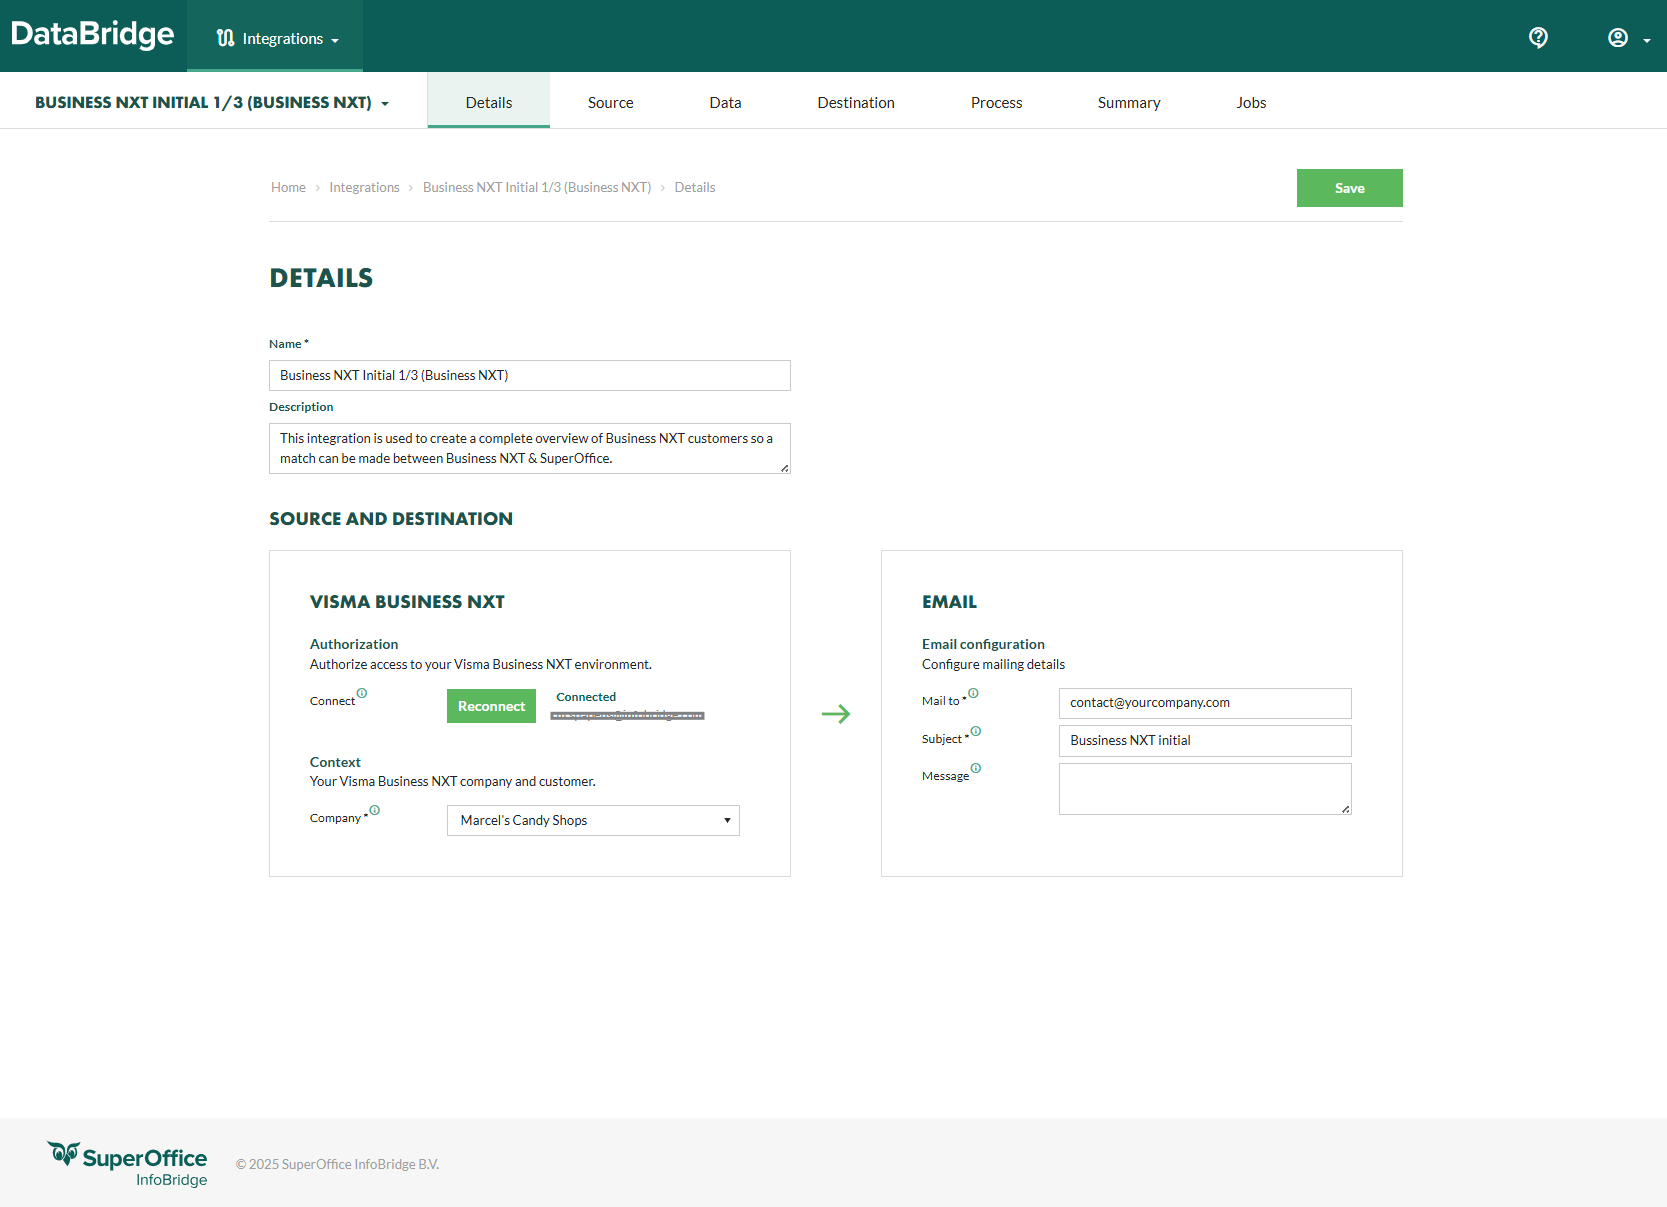 DataBridge
Integrations
BUSINESS NXT INITIAL 1/3 (BUSINESS NXT)
Details
Source
Data
Destination
Process
Summary
Jobs
Home › Integrations › Business NXT Initial 1/3 (Business NXT) › Details
Save
DETAILS
Name *
Business NXT Initial 1/3 (Business NXT)
Description
This integration is used to create a complete overview of Business NXT customers so a
match can be made between Business NXT & SuperOffice.
SOURCE AND DESTINATION
VISMA BUSINESS NXT
Authorization
Authorize access to your Visma Business NXT environment.
Connect
Reconnect
Connected
Context
Your Visma Business NXT company and customer.
Company *
Marcel's Candy Shops
EMAIL
Email configuration
Configure mailing details
Mail to *
contact@yourcompany.com
Subject *
Bussiness NXT initial
Message
SuperOffice
InfoBridge
© 2025 SuperOffice InfoBridge B.V.